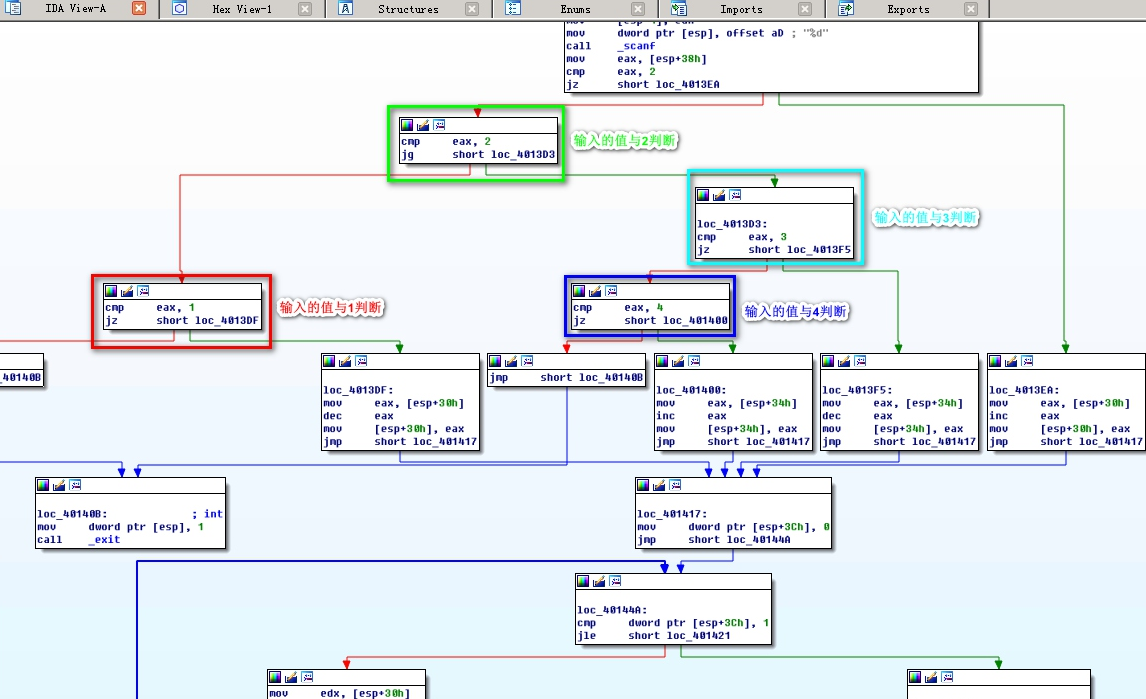 IDA View-A Hex View-1 Structures Enums Imports Exports
dword ptr [esp], offset aD ; "%d"
call _scanf
mov eax, [esp+38h]
cmp eax, 2
jz short loc_4013EA
cmp eax, 2
jg short loc_4013D3
输入的值与2判断
loc_4013D3:
cmp eax, 3
jz short loc_4013F5
输入的值与3判断
cmp eax, 1
jz short loc_4013DF
输入的值与1判断
cmp eax, 4
jz short loc_401400
输入的值与4判断
_40140B
loc_4013DF:
mov eax, [esp+30h]
dec eax
mov [esp+30h], eax
jmp short loc_401417
jmp short loc_40140B
loc_401400:
mov eax, [esp+34h]
inc eax
mov [esp+34h], eax
jmp short loc_401417
loc_4013F5:
mov eax, [esp+34h]
dec eax
mov [esp+34h], eax
jmp short loc_401417
loc_4013EA:
mov eax, [esp+30h]
inc eax
mov [esp+30h], eax
jmp short loc_401417
loc_40140B: ; int
mov dword ptr [esp], 1
call _exit
loc_401417:
mov dword ptr [esp+3Ch], 0
jmp short loc_40144A
loc_40144A:
cmp dword ptr [esp+3Ch], 1
jle short loc_401421
mov edx, [esp+30h]